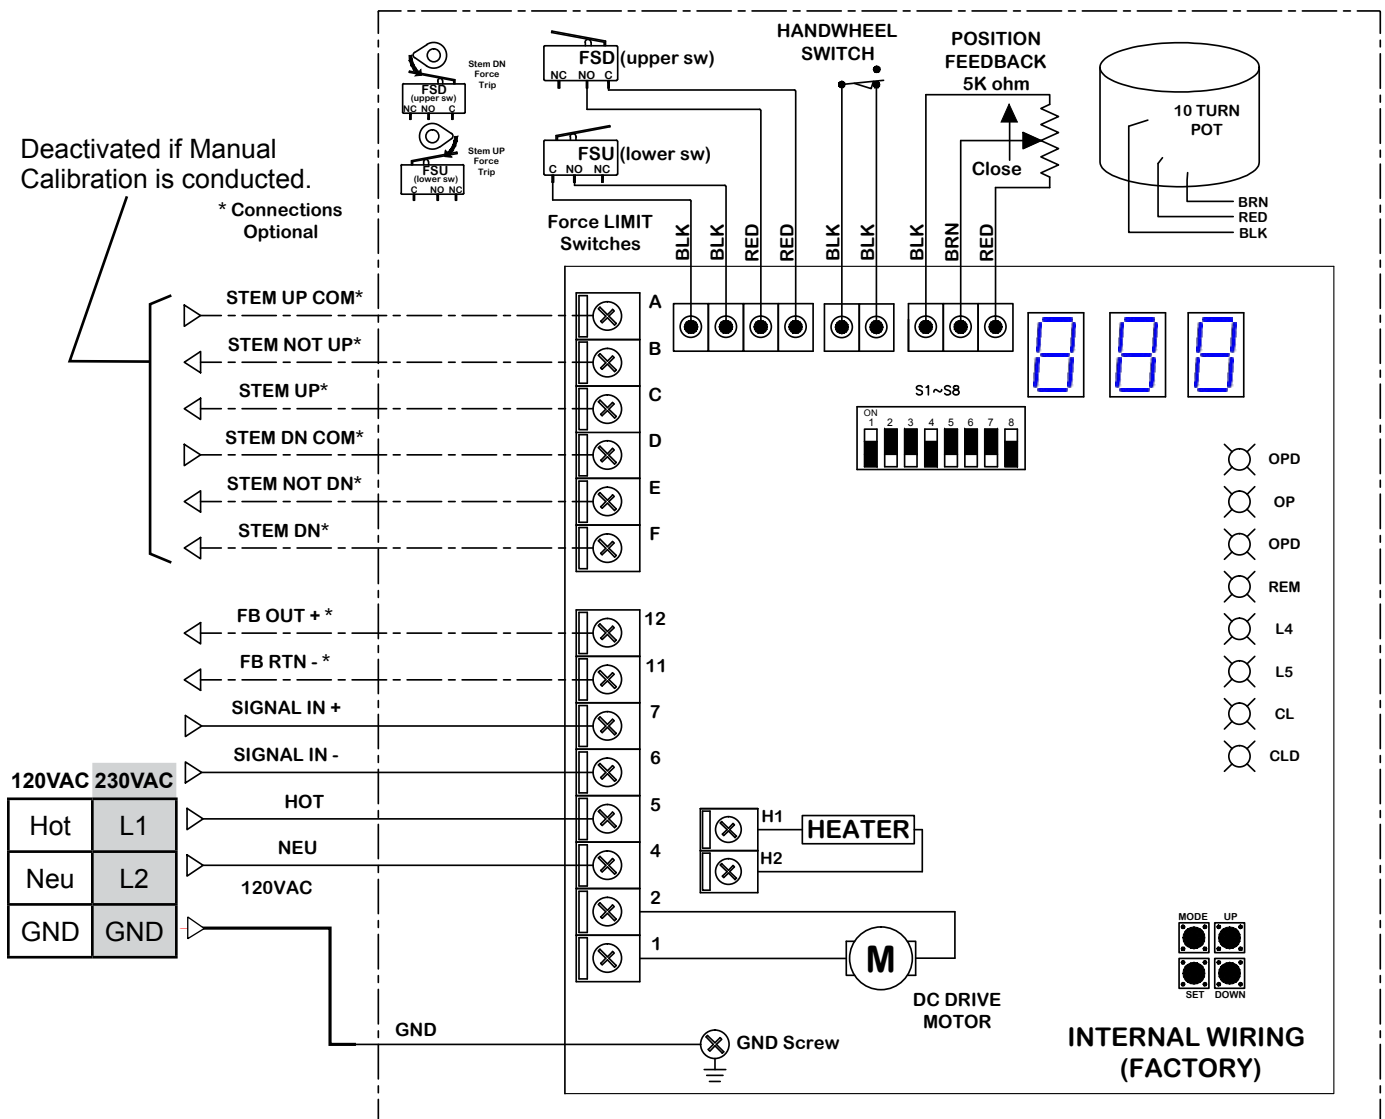 HANDWHEEL
SWITCH
POSITION
FEEDBACK
5K ohm
Close
10 TURN
POT
BRN
RED
BLK
Stem DN
Force
Trip
FSD
(upper sw)
NC NO C
FSD (upper sw)
NC NO C
Stem UP
Force
Trip
FSU
(lower sw)
C NO NC
FSU (lower sw)
C NO NC
Force LIMIT
Switches
BLK BLK RED RED BLK BLK BLK BRN RED
Deactivated if Manual
Calibration is conducted.
* Connections
Optional
STEM UP COM* A
STEM NOT UP* B
STEM UP* C
STEM DN COM* D
STEM NOT DN* E
STEM DN* F
S1~S8
ON
1 2 3 4 5 6 7 8
8 8 8
OPD
OP
OPD
REM
L4
L5
CL
CLD
FB OUT + * 12
FB RTN - * 11
SIGNAL IN + 7
SIGNAL IN - 6
HOT 5
NEU 4
120VAC
2
1
120VAC 230VAC
Hot L1
Neu L2
GND GND
H1
HEATER
H2
M
DC DRIVE
MOTOR
MODE UP
SET DOWN
GND
GND Screw
INTERNAL WIRING
(FACTORY)